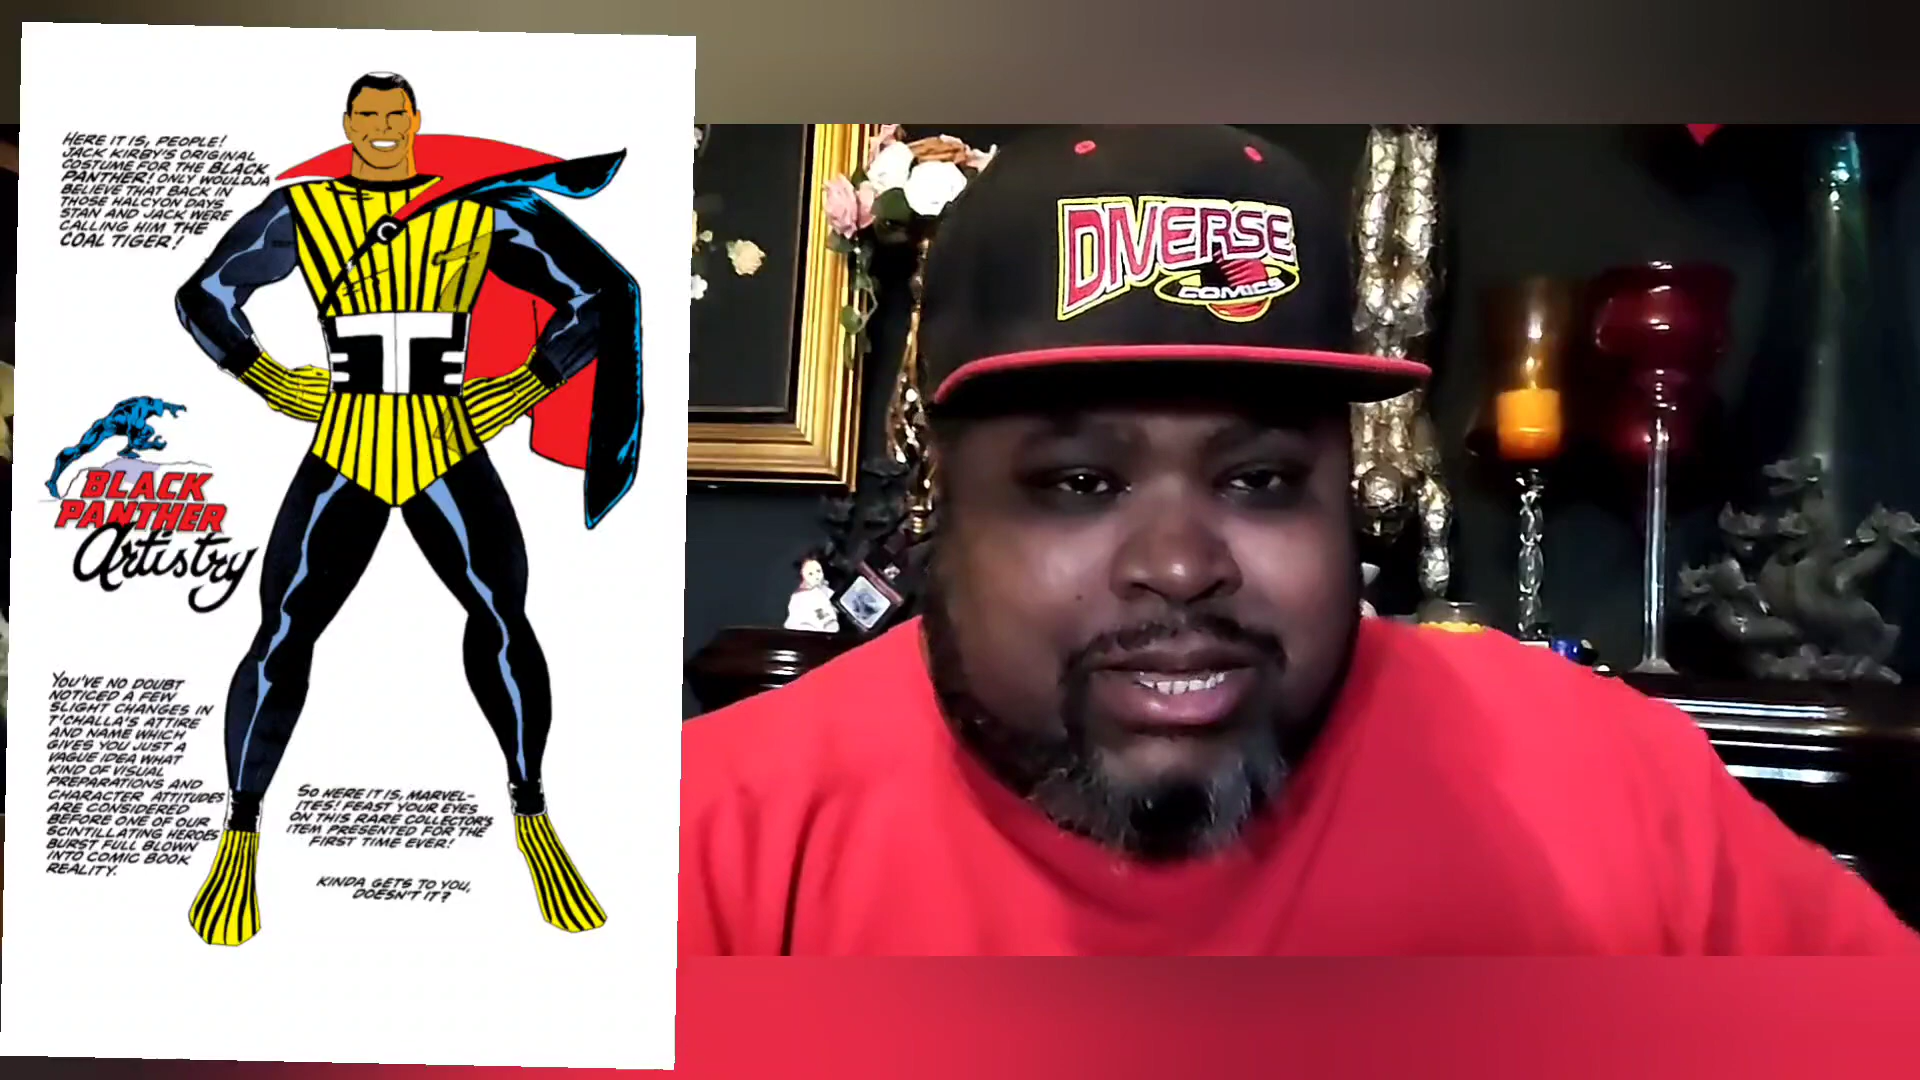 HERE IT IS, PEOPLE!
JACK KIRBY'S ORIGINAL
COSTUME FOR THE BLACK
PANTHER! ONLY WOULDJA
BELIEVE THAT BACK IN
THOSE HALCYON DAYS
STAN AND JACK WERE
CALLING HIM THE
COAL TIGER!
DIVERSE
COMICS
C
T
BLACK
PANTHER
Artistry
YOU'VE NO DOUBT
NOTICED A FEW
SLIGHT CHANGES IN
T'CHALLA'S ATTIRE
AND NAME WHICH
GIVES YOU JUST A
VAGUE IDEA WHAT
KIND OF VISUAL
PREPARATIONS AND
CHARACTER ATTITUDES
ARE CONSIDERED
BEFORE ONE OF OUR
SCINTILLATING HEROES
BURST FULL BLOWN
INTO COMIC BOOK
REALITY.
SO HERE IT IS, MARVEL-
ITES! FEAST YOUR EYES
ON THIS RARE COLLECTOR'S
ITEM PRESENTED FOR THE
FIRST TIME EVER!
KINDA GETS TO YOU,
DOESN'T IT?